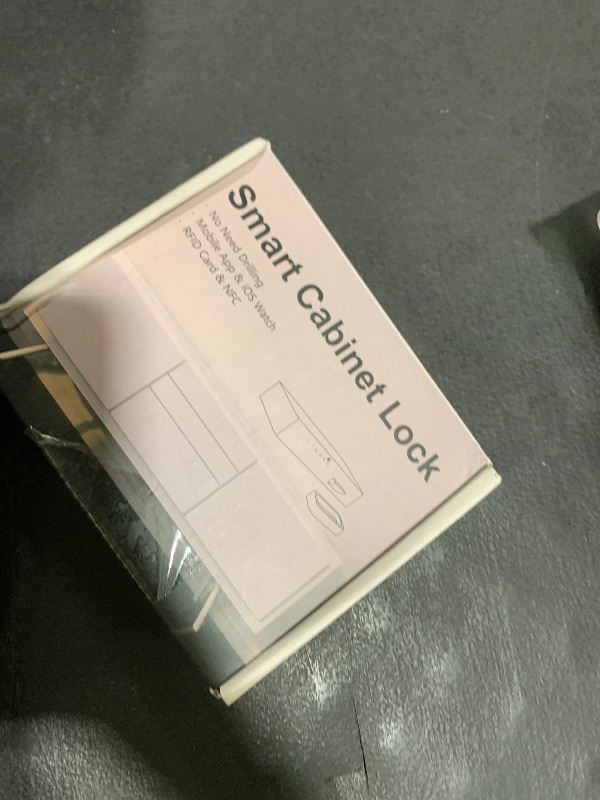 Smart Cabinet Lock
· No Need Drilling
· Mobile App & iOS Watch
· RFID Card & NFC